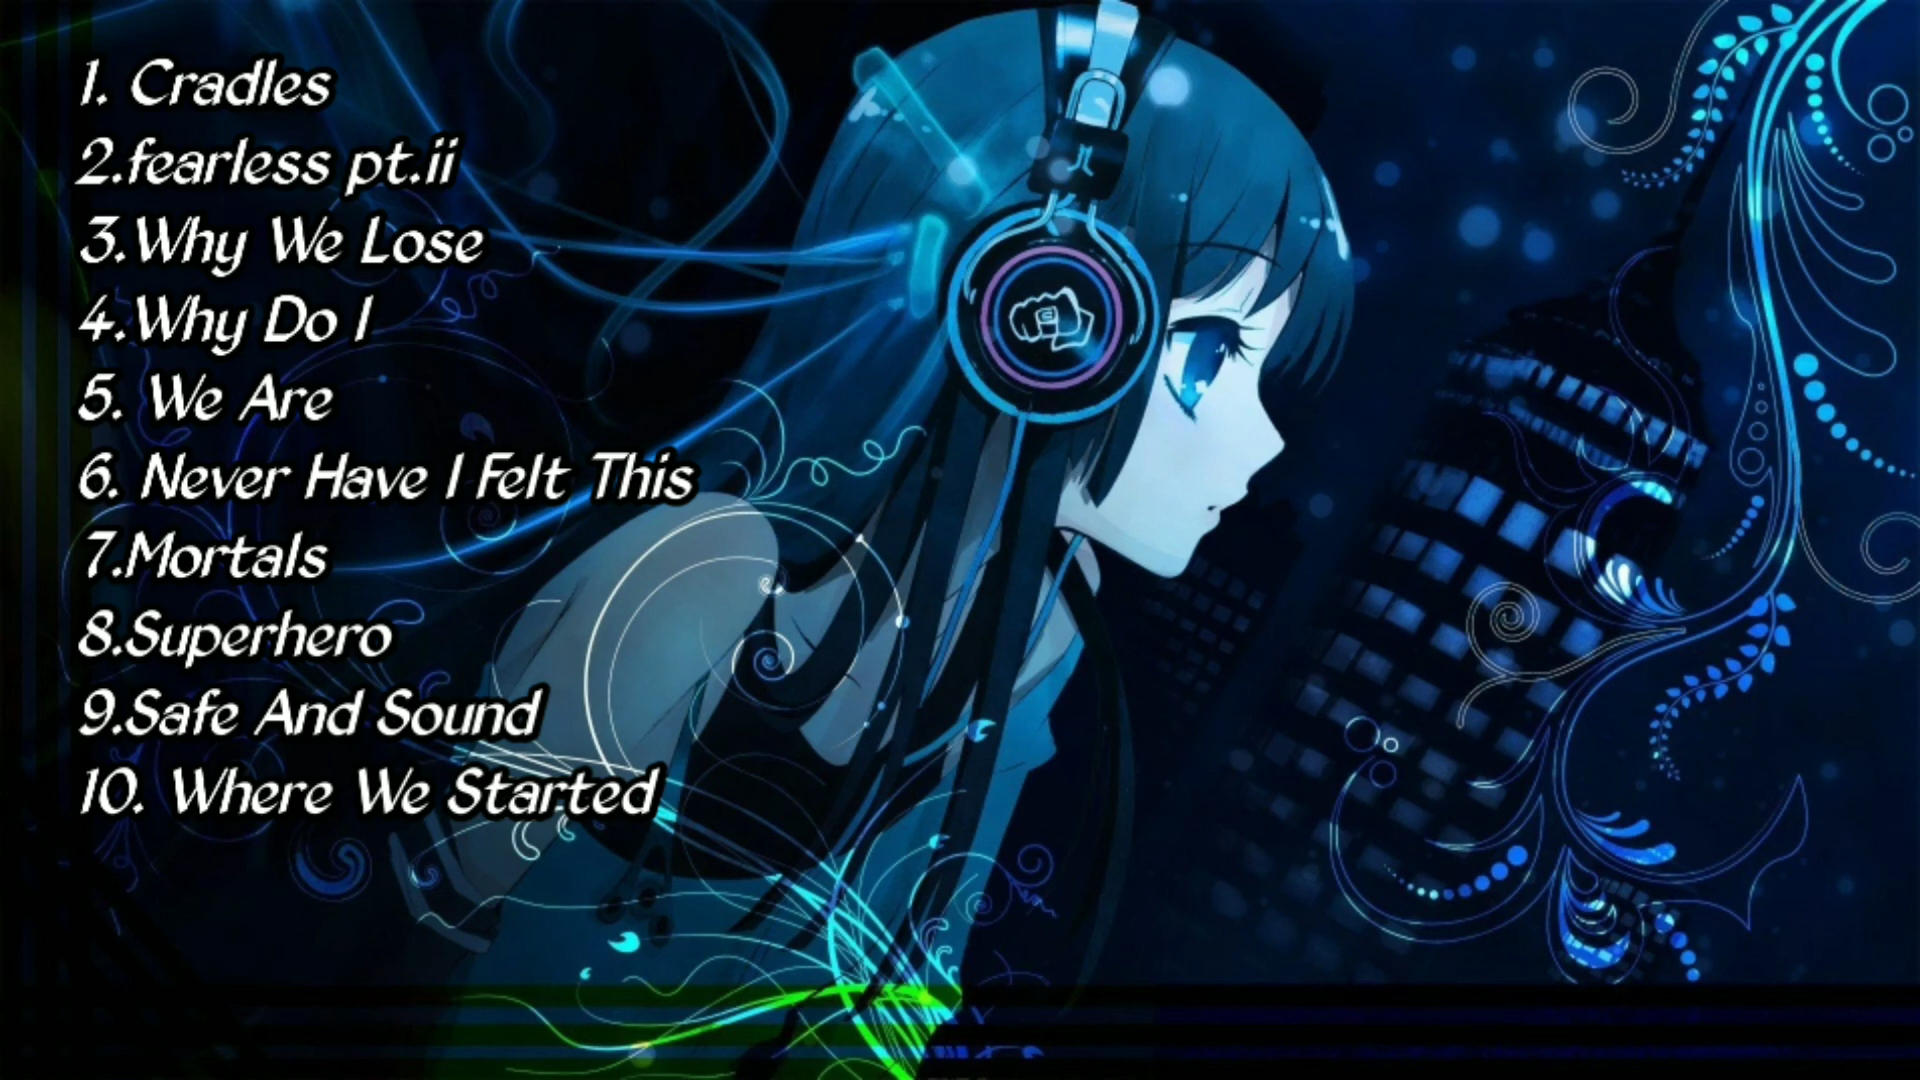 1. Cradles
2.fearless pt.ii
3.Why We Lose
4.Why Do I
5. We Are
6. Never Have I Felt This
7.Mortals
8.Superhero
9.Safe And Sound
10. Where We Started